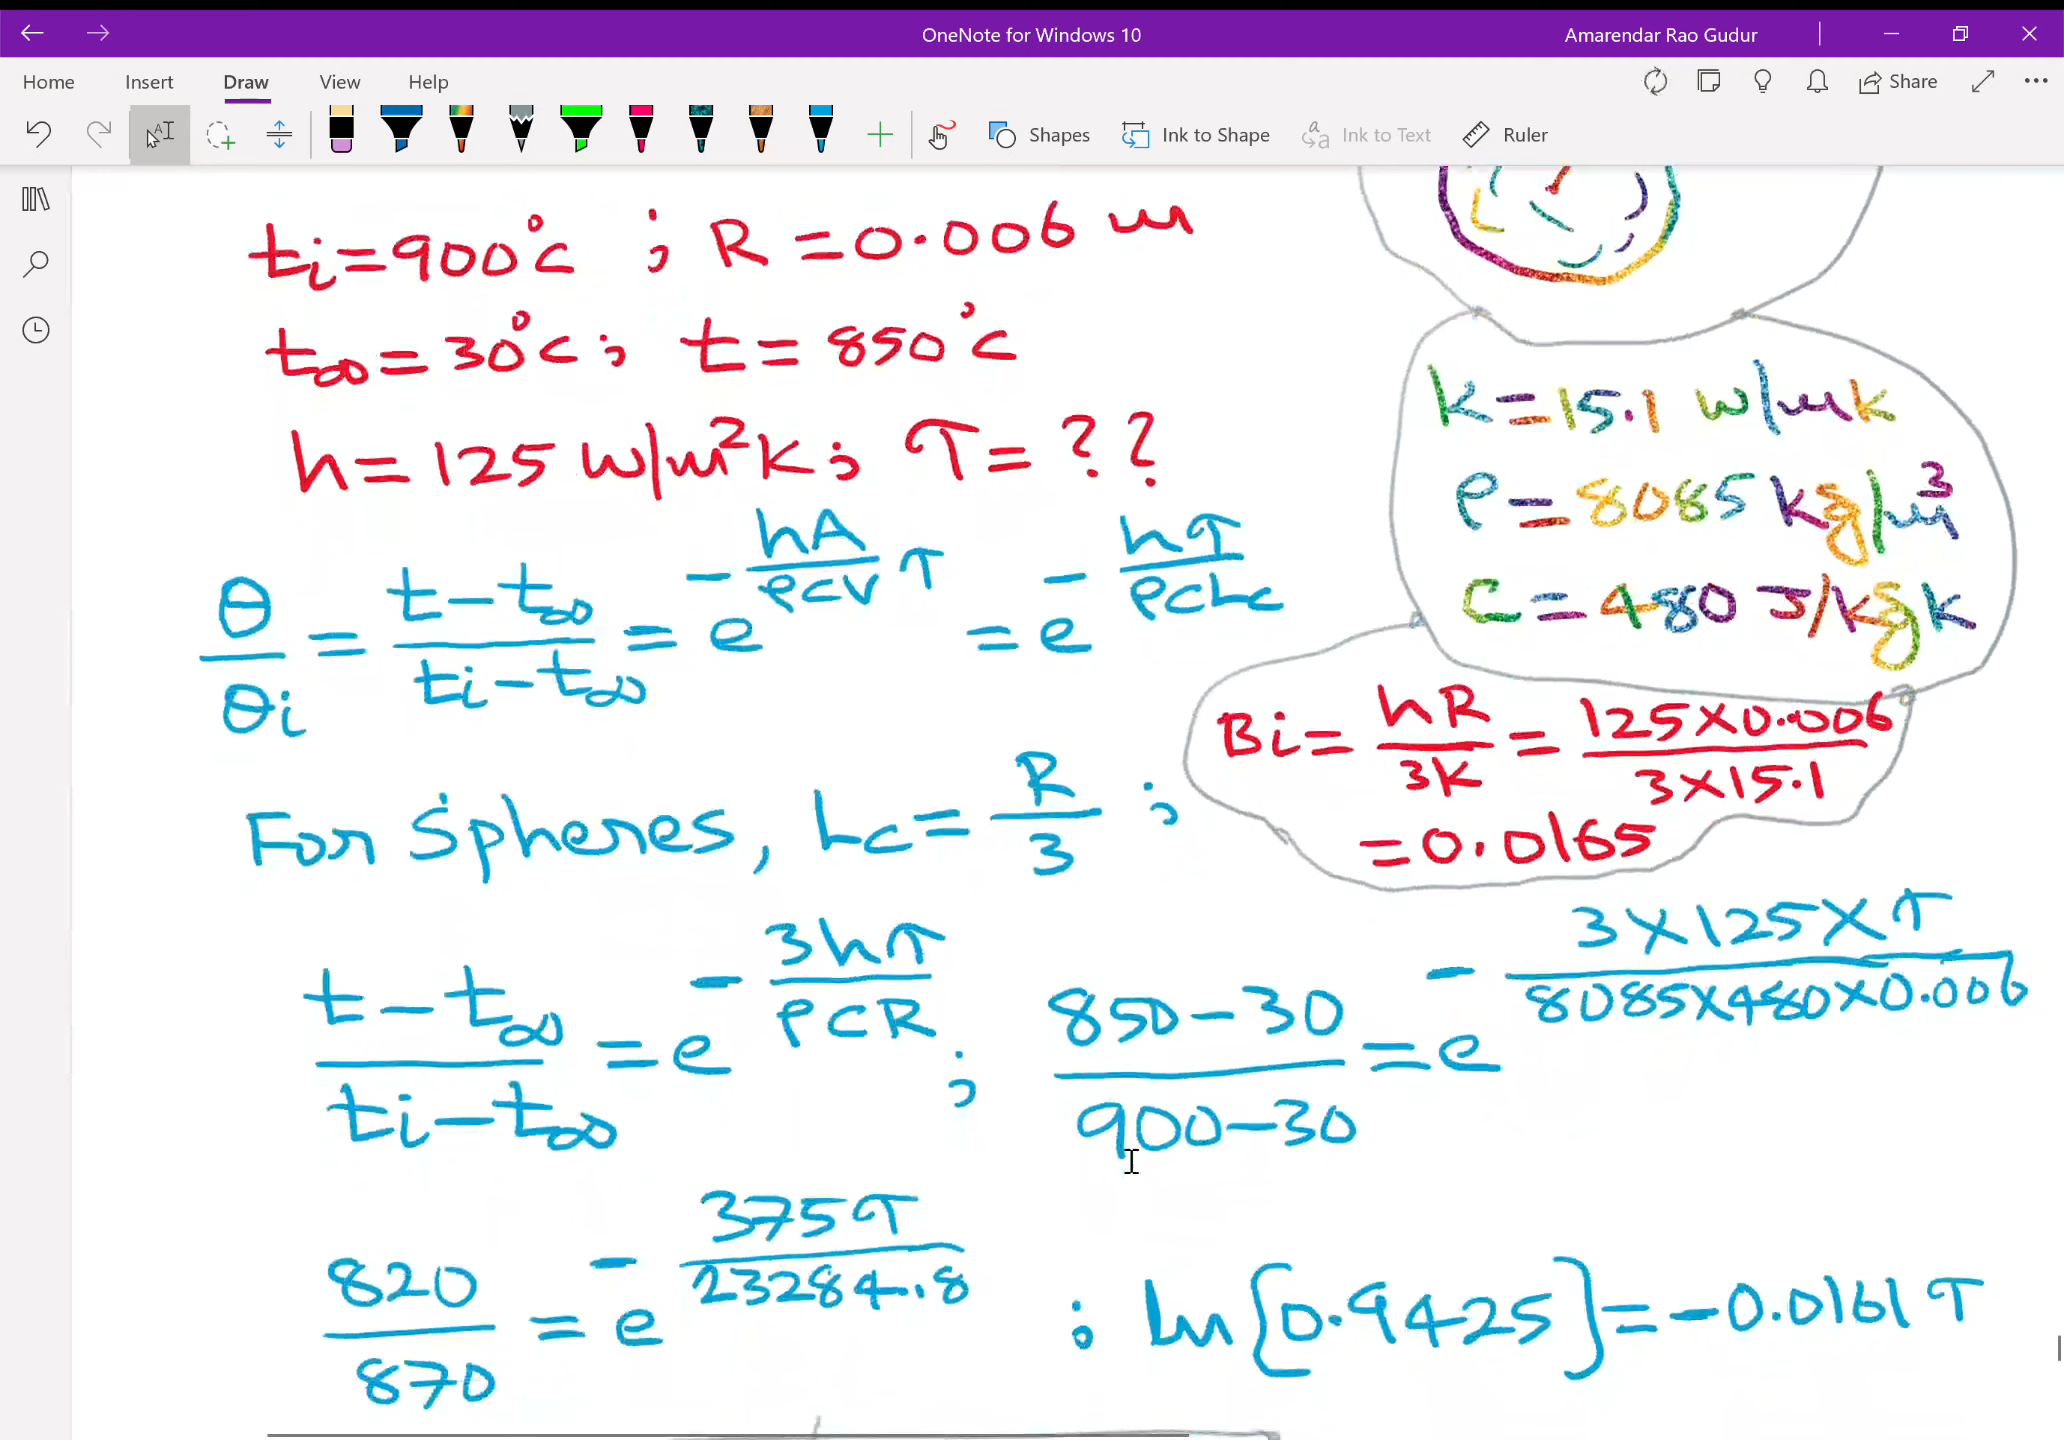 OneNote for Windows 10
Amarendar Rao Gudur
Home Insert Draw View Help
Share
Shapes Ink to Shape Ink to Text Ruler
ti = 900°c ; R = 0.006 m
t∞ = 30°c ; t = 850°c
h = 125 W/m²K ; τ = ??
K = 15.1 W/mK
ρ = 8085 kg/m³
C = 480 J/kgK
θ/θi = (t - t∞)/(ti - t∞) = e^(-(hA/ρCV) τ) = e^(-hτ/ρCLc)
Bi = hR/3K = 125×0.006/3×15.1
= 0.0165
For Spheres, Lc = R/3 ;
(t - t∞)/(ti - t∞) = e^(-3hτ/ρCR) ; (850 - 30)/(900 - 30) = e^(-3×125×τ/8085×480×0.006)
820/870 = e^(-375τ/23284.8) ; ln[0.9425] = -0.0161 τ